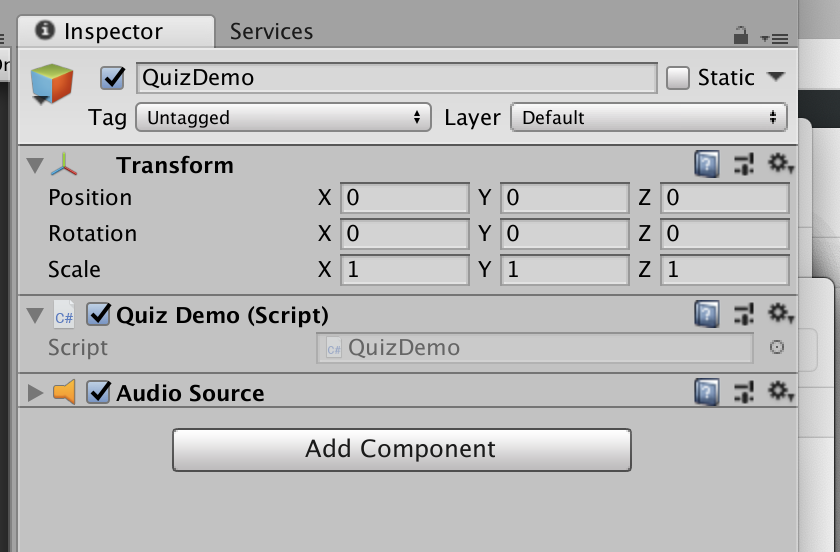 Inspector Services
QuizDemo Static
Tag Untagged Layer Default
Transform
Position X 0 Y 0 Z 0
Rotation X 0 Y 0 Z 0
Scale X 1 Y 1 Z 1
C# Quiz Demo (Script)
Script C# QuizDemo
Audio Source
Add Component